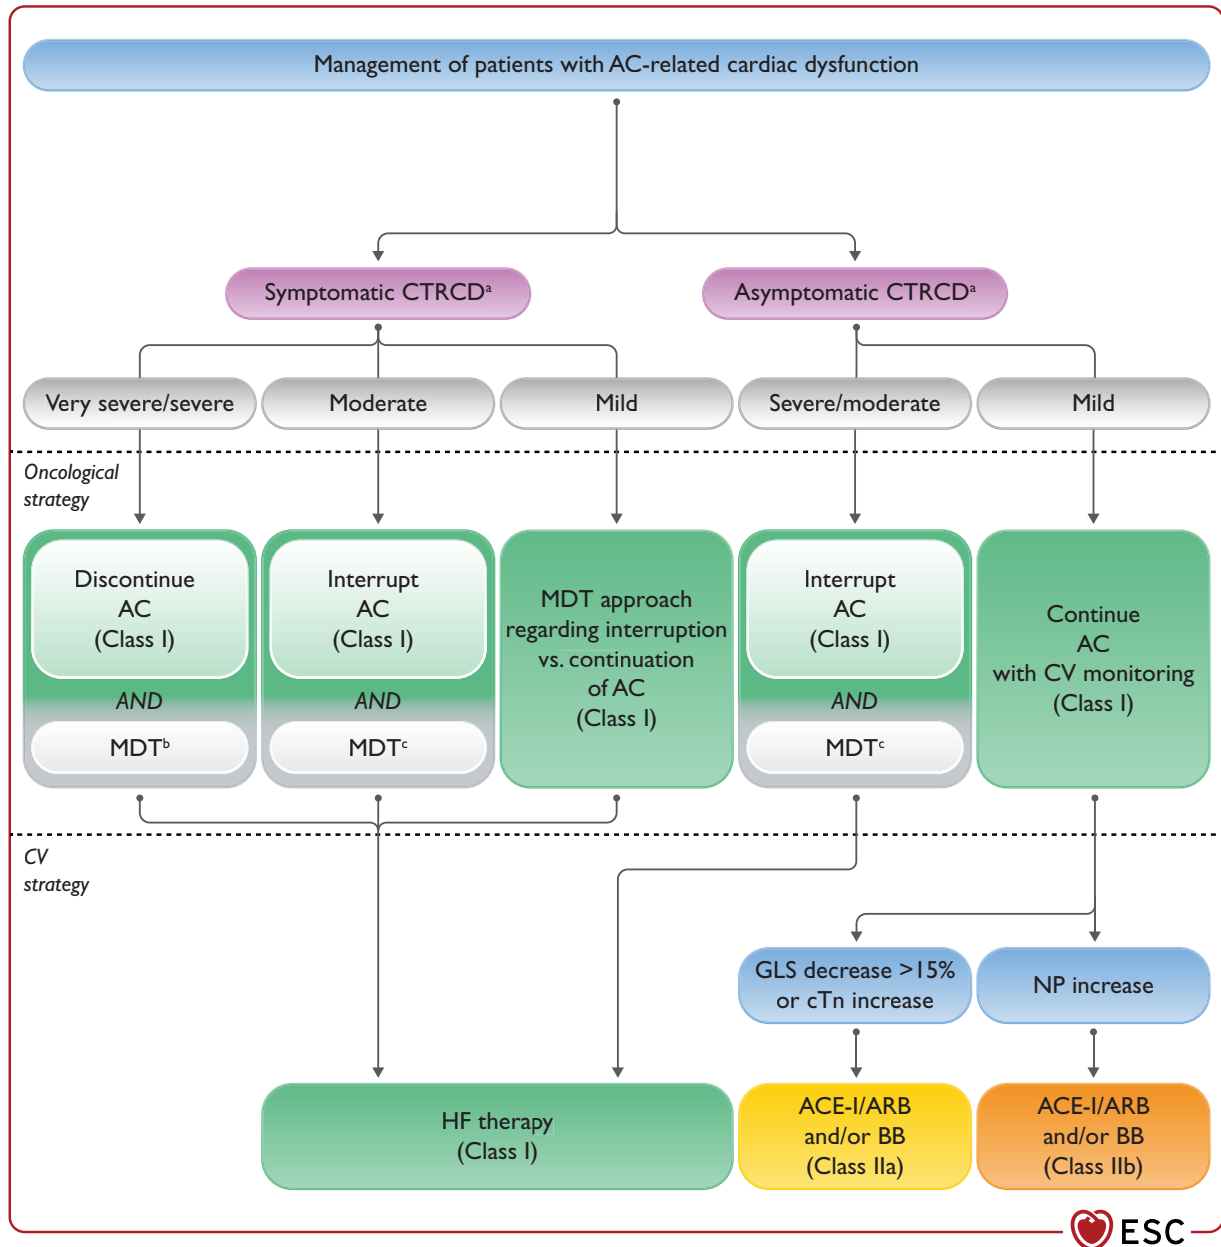 Management of patients with AC-related cardiac dysfunction
Symptomatic CTRCDᵃ
Asymptomatic CTRCDᵃ
Very severe/severe
Moderate
Mild
Severe/moderate
Mild
Oncological
strategy
Discontinue
AC
(Class I)
AND
MDTᵇ
Interrupt
AC
(Class I)
AND
MDTᶜ
MDT approach
regarding interruption
vs. continuation
of AC
(Class I)
Interrupt
AC
(Class I)
AND
MDTᶜ
Continue
AC
with CV monitoring
(Class I)
CV
strategy
GLS decrease >15%
or cTn increase
NP increase
HF therapy
(Class I)
ACE-I/ARB
and/or BB
(Class IIa)
ACE-I/ARB
and/or BB
(Class IIb)
ESC